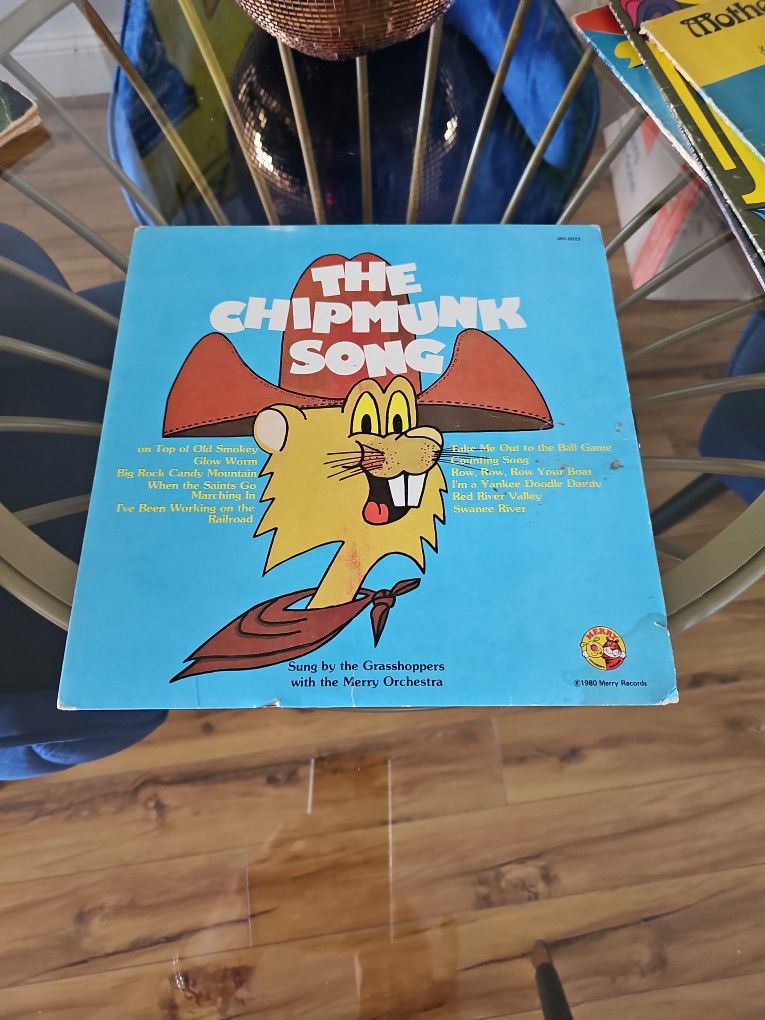 Moth
MR-6022
THE
CHIPMUNK
SONG
on Top of Old Smokey
Glow Worm
Big Rock Candy Mountain
When the Saints Go
Marching In
I've Been Working on the
Railroad
Take Me Out to the Ball Game
Counting Song
Row, Row, Row Your Boat
I'm a Yankee Doodle Dandy
Red River Valley
Swanee River
Sung by the Grasshoppers
with the Merry Orchestra
MERRY
℗1980 Merry Records